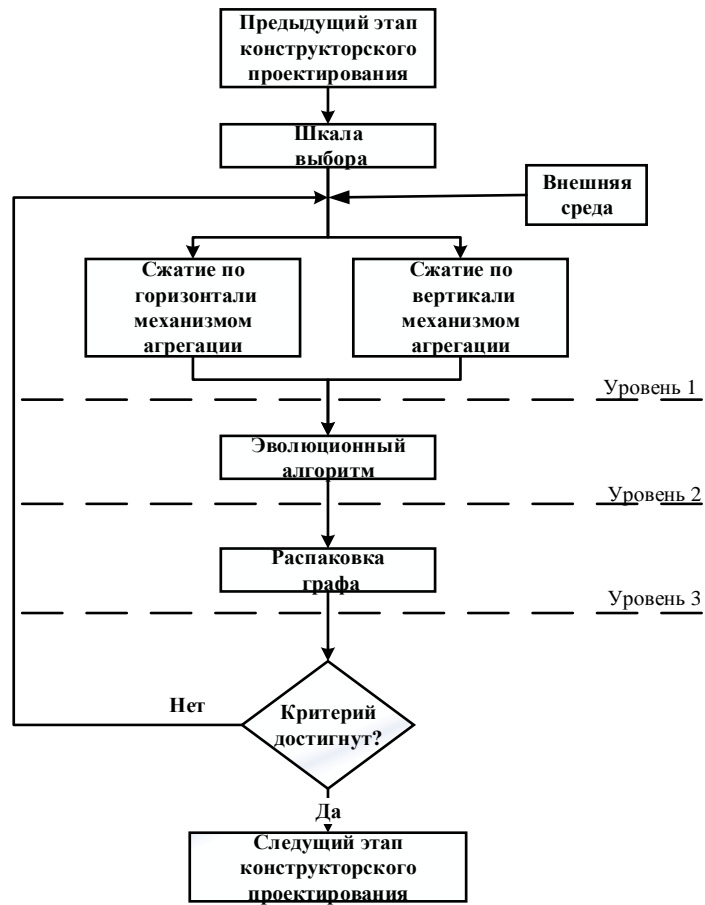 Предыдущий этап
конструкторского
проектирования
Шкала
выбора
Внешняя
среда
Сжатие по
горизонтали
механизмом
агрегации
Сжатие по
вертикали
механизмом
агрегации
Уровень 1
Эволюционный
алгоритм
Уровень 2
Распаковка
графа
Уровень 3
Нет
Критерий
достигнут?
Да
Следущий этап
конструкторского
проектирования